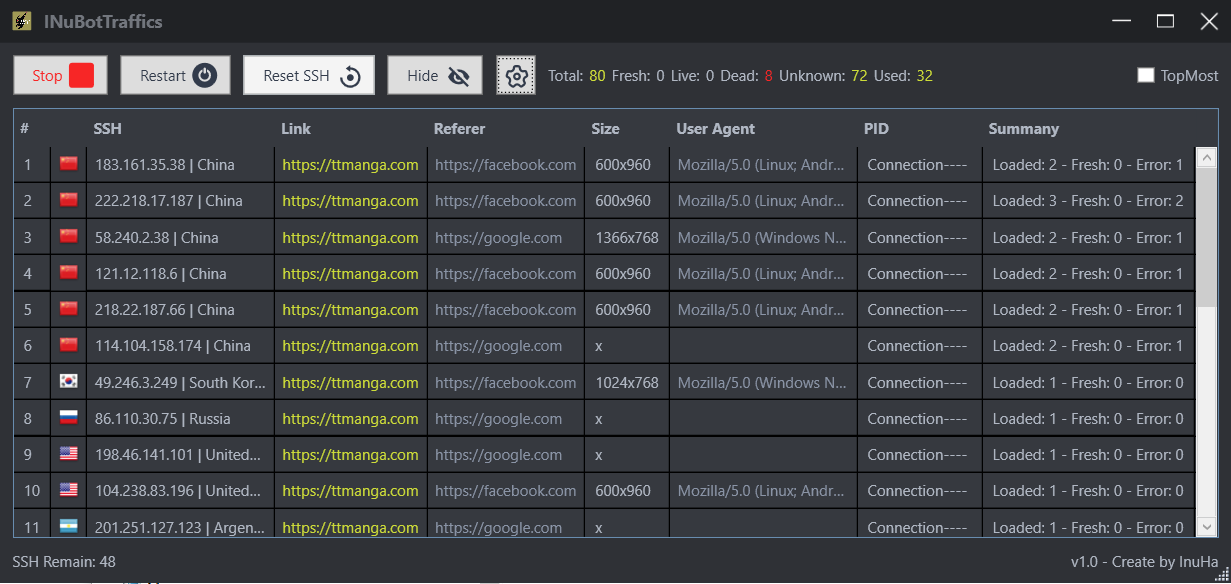 INuBotTraffics
Stop Restart Reset SSH Hide Total: 80 Fresh: 0 Live: 0 Dead: 8 Unknown: 72 Used: 32 TopMost
# SSH Link Referer Size User Agent PID Summany
1 183.161.35.38 | China https://ttmanga.com https://facebook.com 600x960 Mozilla/5.0 (Linux; Andr... Connection---- Loaded: 2 - Fresh: 0 - Error: 1
2 222.218.17.187 | China https://ttmanga.com https://facebook.com 600x960 Mozilla/5.0 (Linux; Andr... Connection---- Loaded: 3 - Fresh: 0 - Error: 2
3 58.240.2.38 | China https://ttmanga.com https://google.com 1366x768 Mozilla/5.0 (Windows N... Connection---- Loaded: 2 - Fresh: 0 - Error: 1
4 121.12.118.6 | China https://ttmanga.com https://facebook.com 600x960 Mozilla/5.0 (Linux; Andr... Connection---- Loaded: 2 - Fresh: 0 - Error: 1
5 218.22.187.66 | China https://ttmanga.com https://facebook.com 600x960 Mozilla/5.0 (Linux; Andr... Connection---- Loaded: 2 - Fresh: 0 - Error: 1
6 114.104.158.174 | China https://ttmanga.com https://google.com x Connection---- Loaded: 2 - Fresh: 0 - Error: 1
7 49.246.3.249 | South Kor... https://ttmanga.com https://facebook.com 1024x768 Mozilla/5.0 (Windows N... Connection---- Loaded: 1 - Fresh: 0 - Error: 0
8 86.110.30.75 | Russia https://ttmanga.com https://google.com x Connection---- Loaded: 1 - Fresh: 0 - Error: 0
9 198.46.141.101 | United... https://ttmanga.com https://google.com x Connection---- Loaded: 1 - Fresh: 0 - Error: 0
10 104.238.83.196 | United... https://ttmanga.com https://facebook.com 600x960 Mozilla/5.0 (Linux; Andr... Connection---- Loaded: 1 - Fresh: 0 - Error: 0
11 201.251.127.123 | Argen... https://ttmanga.com https://google.com x Connection---- Loaded: 1 - Fresh: 0 - Error: 0
SSH Remain: 48 v1.0 - Create by InuHa